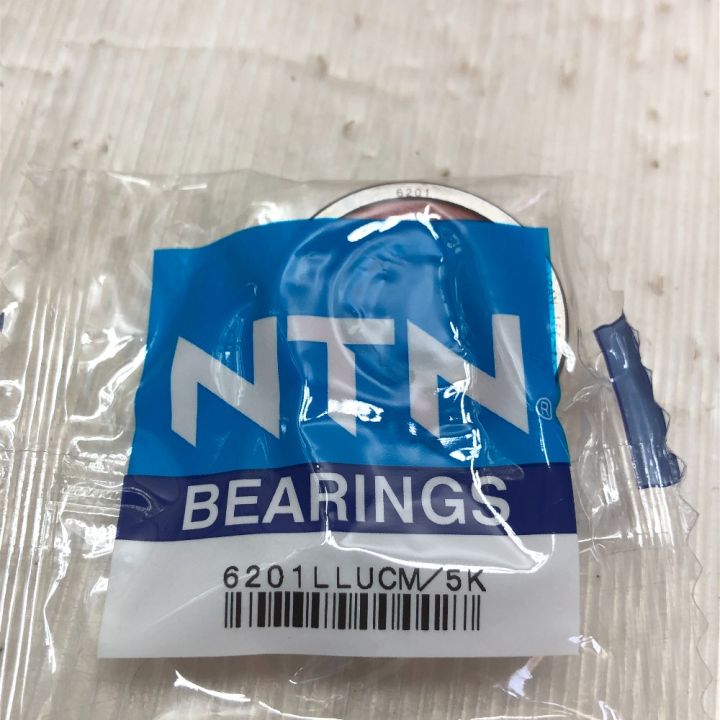 6201
NTN
®
BEARINGS
6201LLUCM/5K